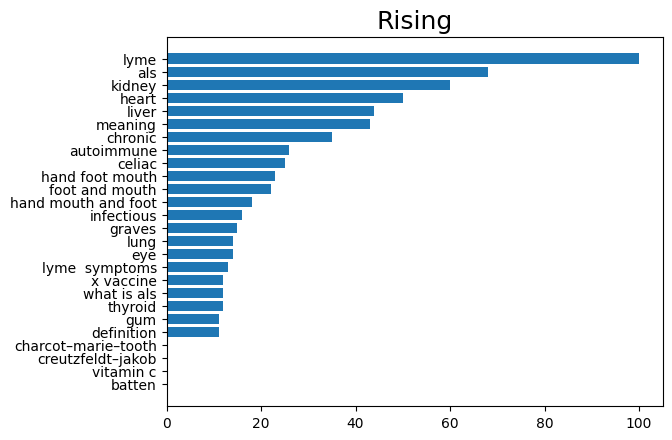 Rising
lyme
als
kidney
heart
liver
meaning
chronic
autoimmune
celiac
hand foot mouth
foot and mouth
hand mouth and foot
infectious
graves
lung
eye
lyme  symptoms
x vaccine
what is als
thyroid
gum
definition
charcot–marie–tooth
creutzfeldt–jakob
vitamin c
batten
0 20 40 60 80 100